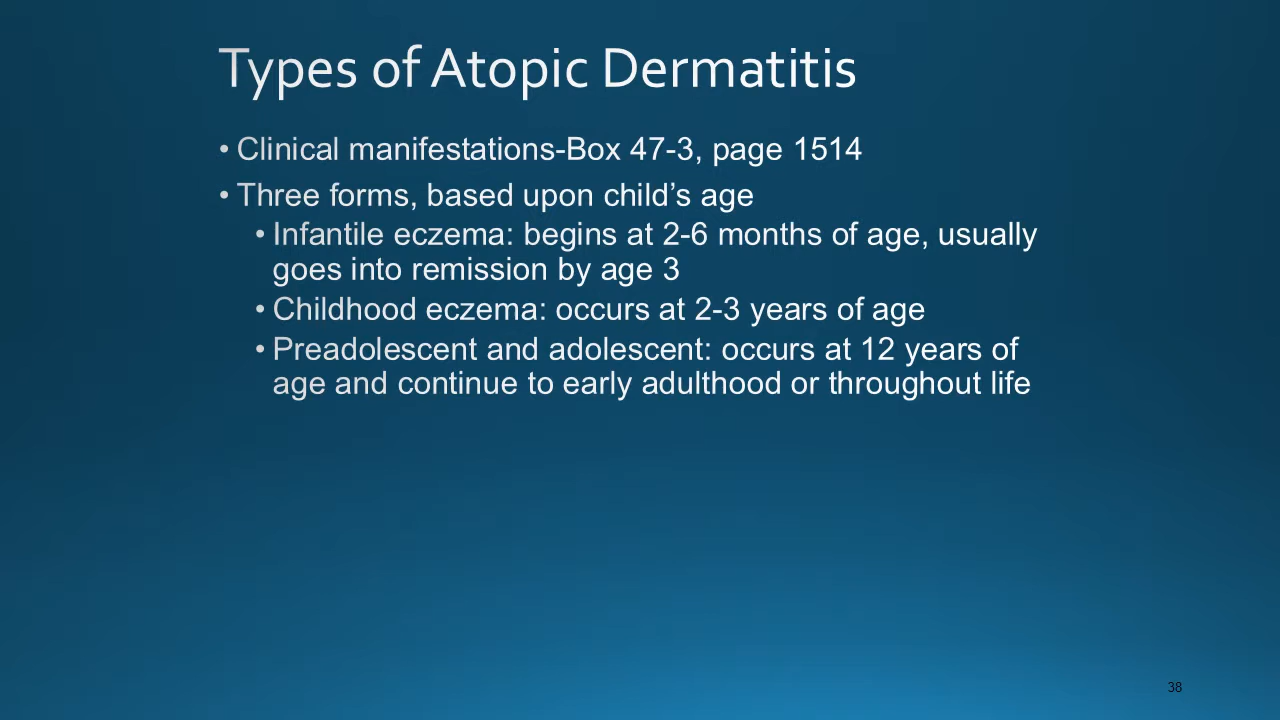 Types of Atopic Dermatitis
• Clinical manifestations-Box 47-3, page 1514
• Three forms, based upon child’s age
• Infantile eczema: begins at 2-6 months of age, usually
goes into remission by age 3
• Childhood eczema: occurs at 2-3 years of age
• Preadolescent and adolescent: occurs at 12 years of
age and continue to early adulthood or throughout life
38